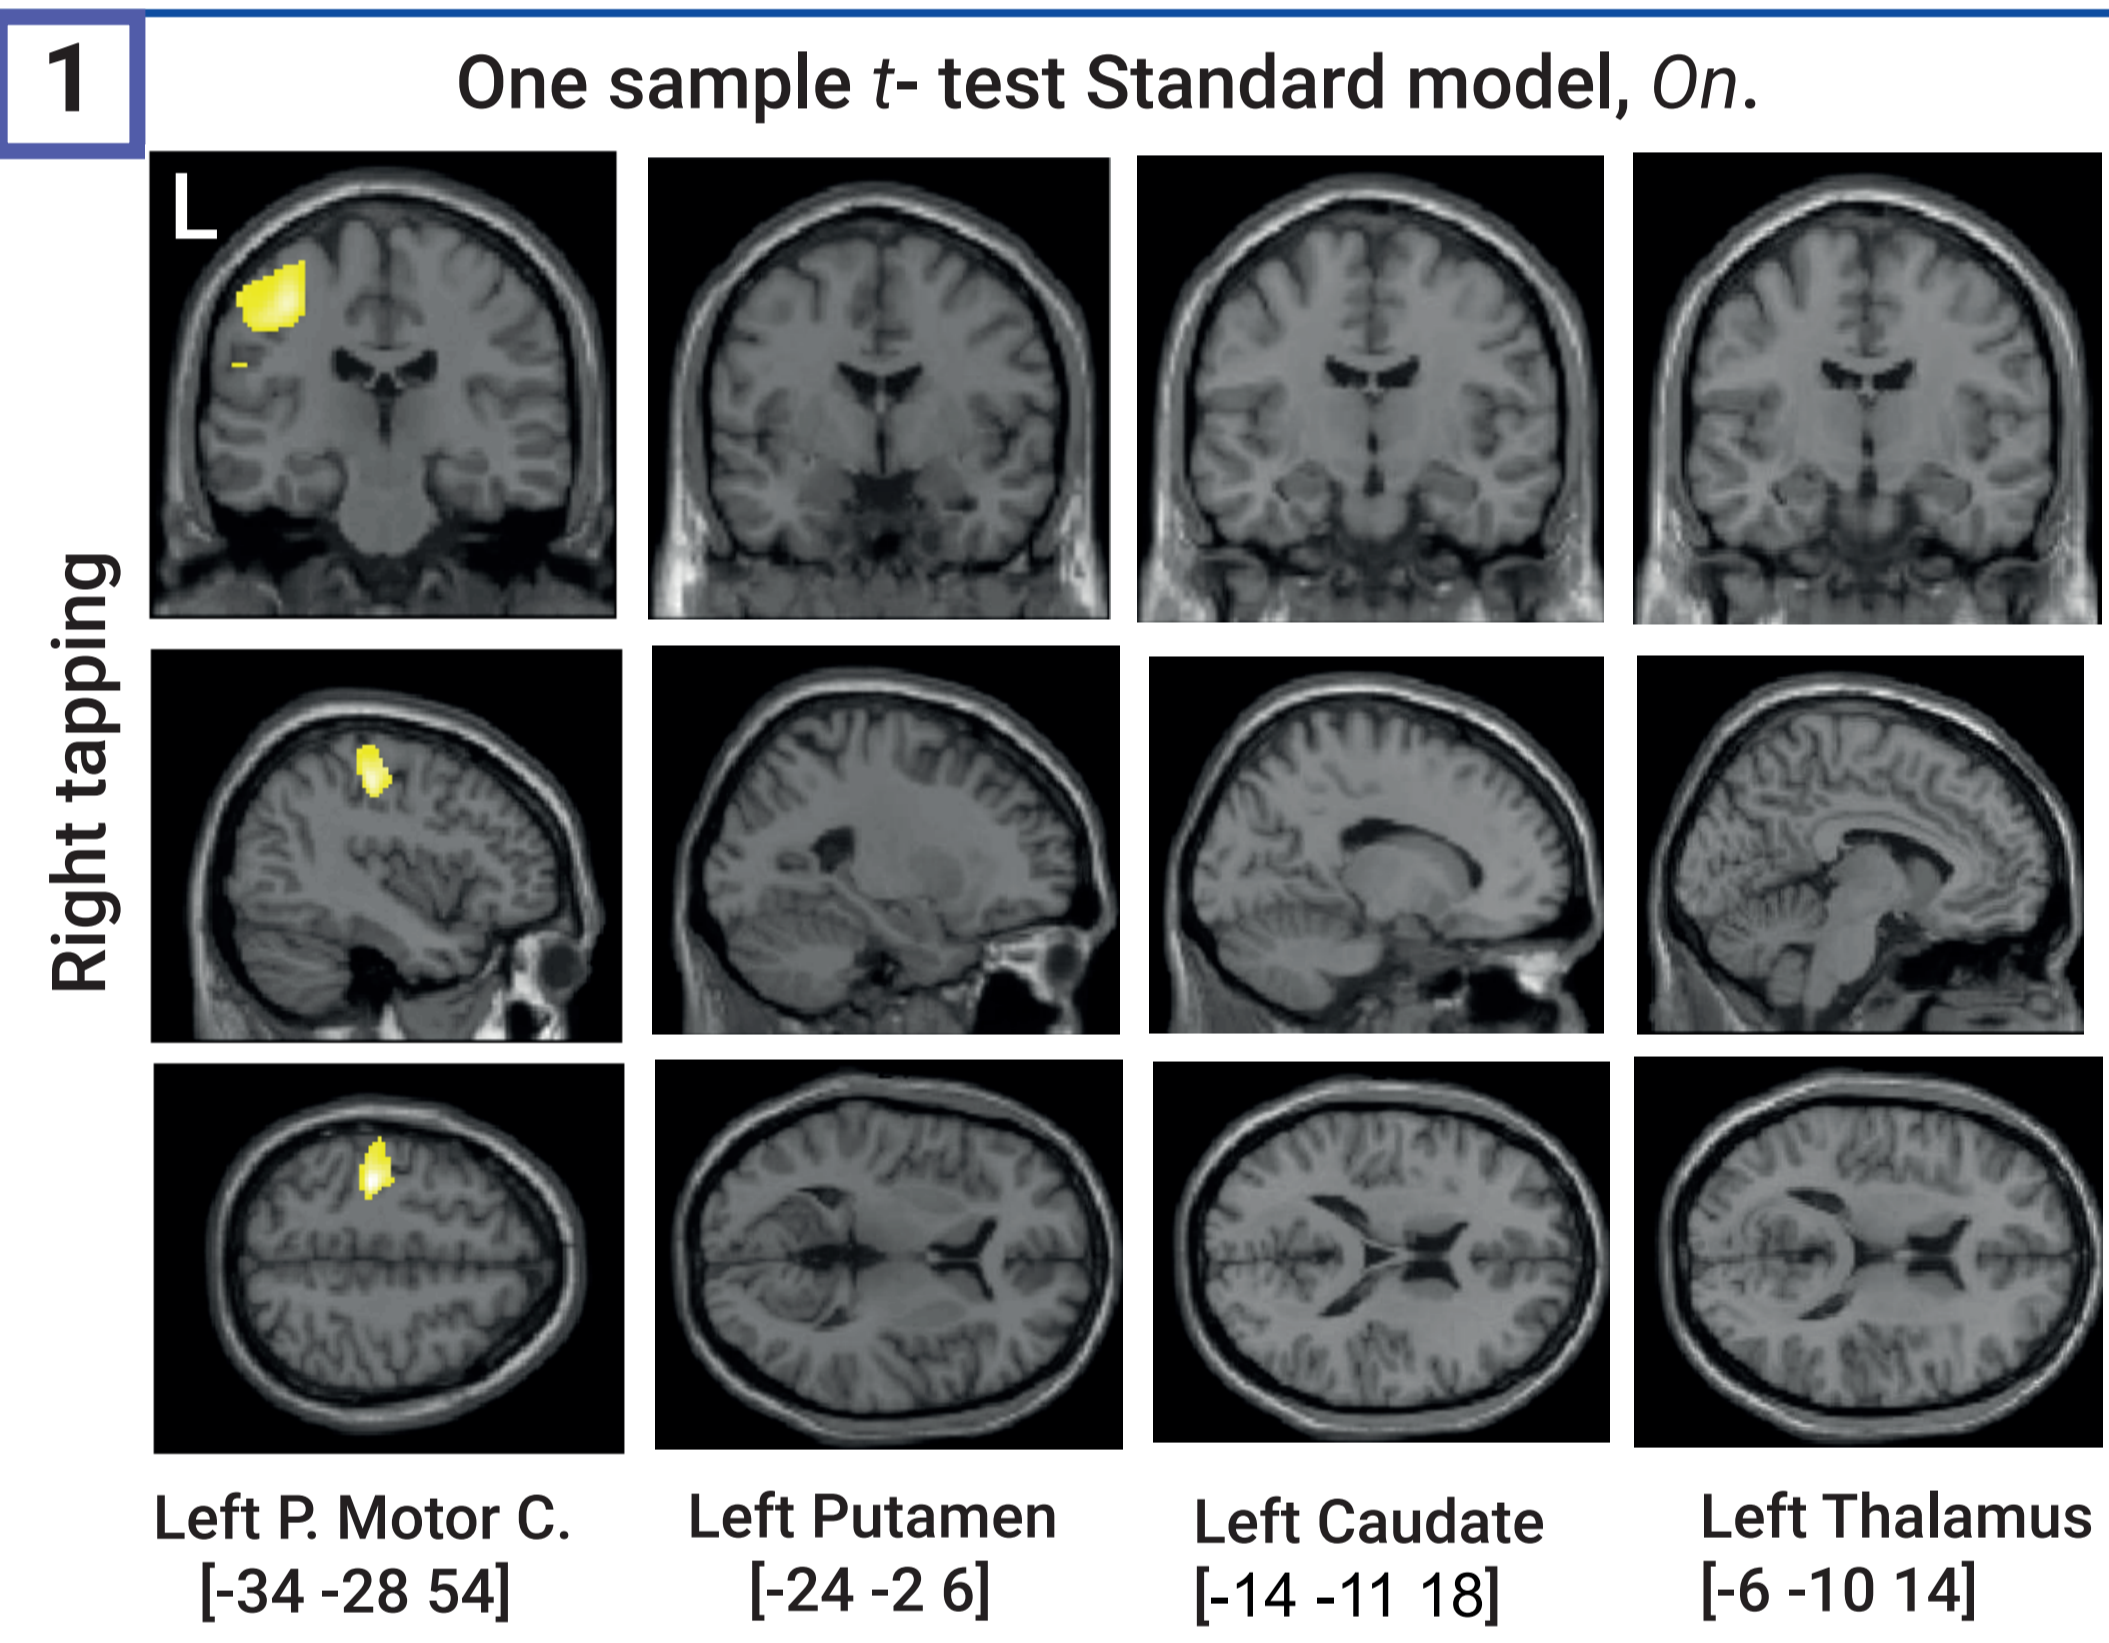 1
One sample t- test Standard model, On.
L
Right tapping
Left P. Motor C.
[-34 -28 54]
Left Putamen
[-24 -2 6]
Left Caudate
[-14 -11 18]
Left Thalamus
[-6 -10 14]